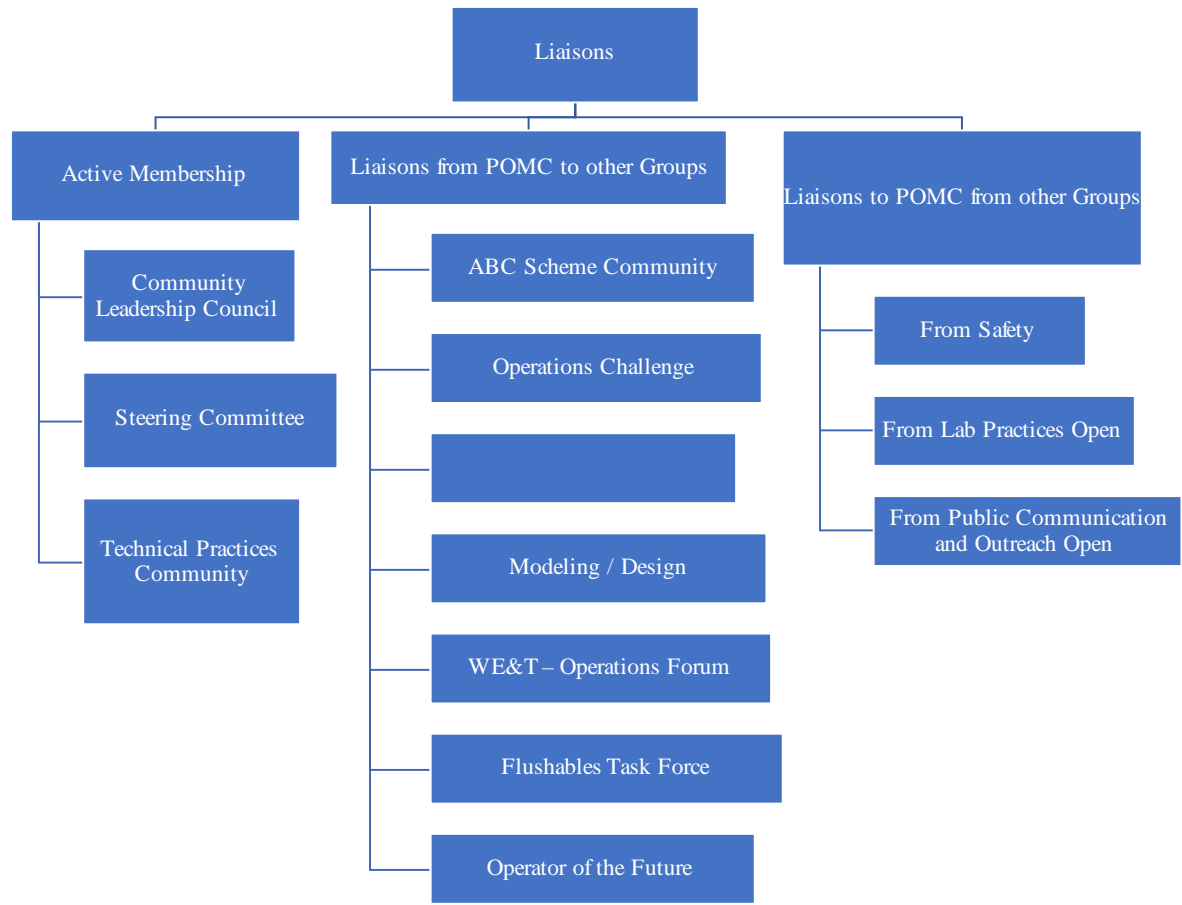 Liaisons
Active Membership
Community
Leadership Council
Steering Committee
Technical Practices
Community
Liaisons from POMC to other Groups
ABC Scheme Community
Operations Challenge
Modeling / Design
WE&T – Operations Forum
Flushables Task Force
Operator of the Future
Liaisons to POMC from other Groups
From Safety
From Lab Practices Open
From Public Communication
and Outreach Open